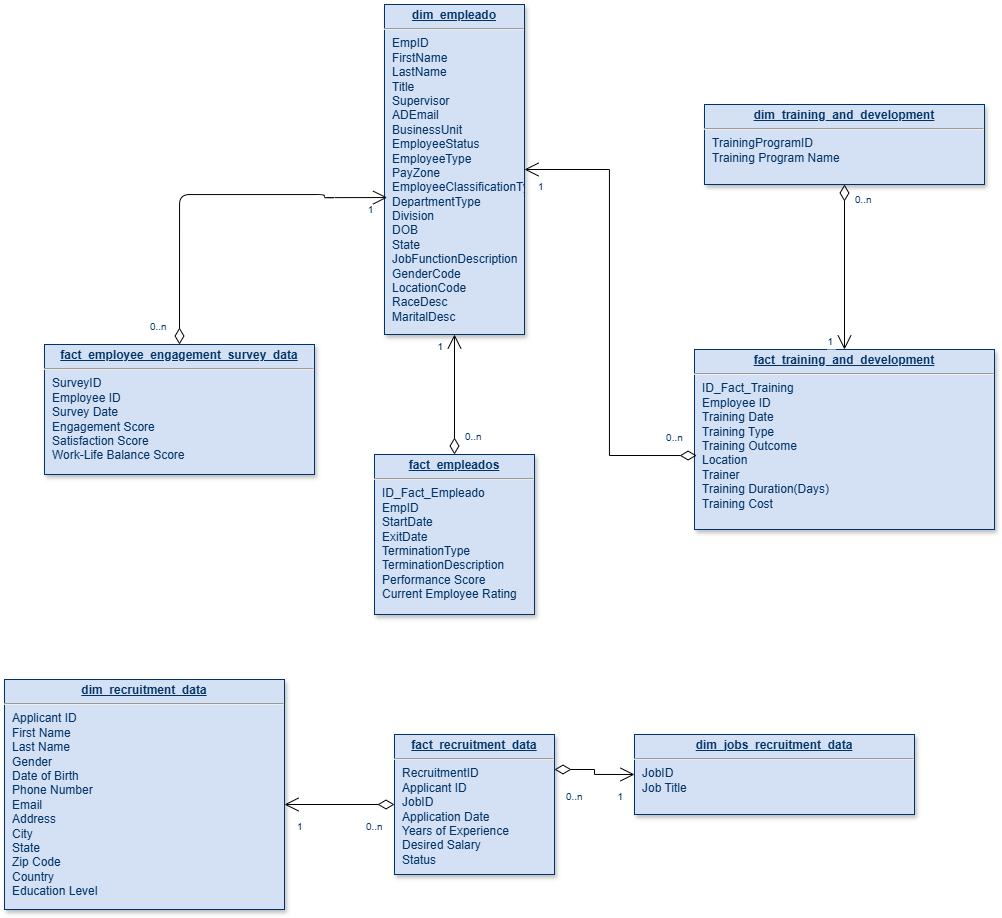 dim_empleado
EmpID
FirstName
LastName
Title
Supervisor
ADEmail
BusinessUnit
EmployeeStatus
EmployeeType
PayZone
EmployeeClassificationT
DepartmentType
Division
DOB
State
JobFunctionDescription
GenderCode
LocationCode
RaceDesc
MaritalDesc
dim_training_and_development
TrainingProgramID
Training Program Name
1
1
0..n
0..n
1
1
fact_employee_engagement_survey_data
SurveyID
Employee ID
Survey Date
Engagement Score
Satisfaction Score
Work-Life Balance Score
0..n
fact_empleados
ID_Fact_Empleado
EmpID
StartDate
ExitDate
TerminationType
TerminationDescription
Performance Score
Current Employee Rating
0..n
fact_training_and_development
ID_Fact_Training
Employee ID
Training Date
Training Type
Training Outcome
Location
Trainer
Training Duration(Days)
Training Cost
dim_recruitment_data
Applicant ID
First Name
Last Name
Gender
Date of Birth
Phone Number
Email
Address
City
State
Zip Code
Country
Education Level
1
0..n
fact_recruitment_data
RecruitmentID
Applicant ID
JobID
Application Date
Years of Experience
Desired Salary
Status
0..n
1
dim_jobs_recruitment_data
JobID
Job Title